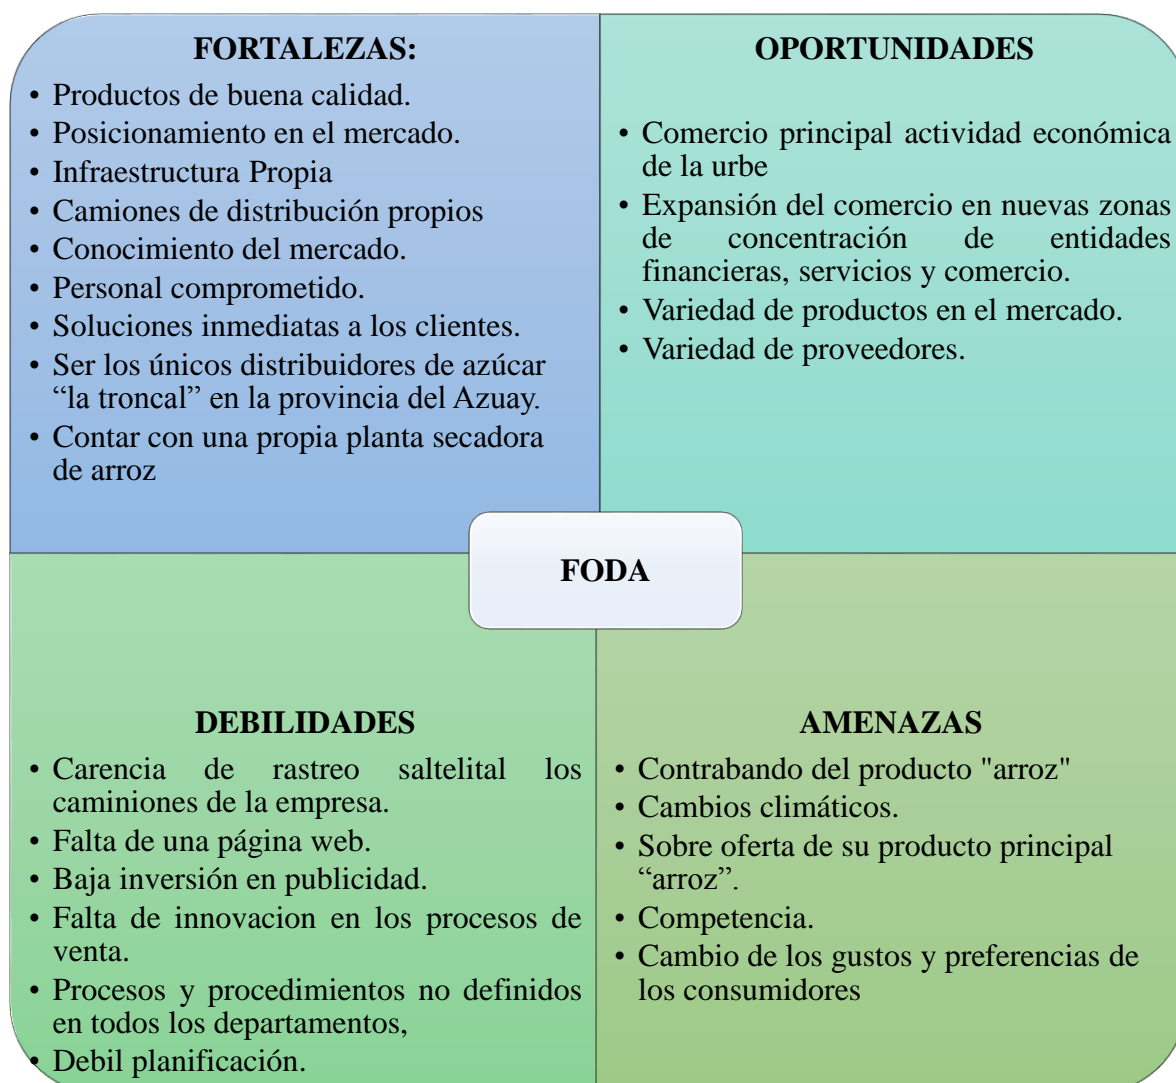 FORTALEZAS:
• Productos de buena calidad.
• Posicionamiento en el mercado.
• Infraestructura Propia
• Camiones de distribución propios
• Conocimiento del mercado.
• Personal comprometido.
• Soluciones inmediatas a los clientes.
• Ser los únicos distribuidores de azúcar
“la troncal” en la provincia del Azuay.
• Contar con una propia planta secadora
de arroz
OPORTUNIDADES
• Comercio principal actividad económica
de la urbe
• Expansión del comercio en nuevas zonas
de concentración de entidades
financieras, servicios y comercio.
• Variedad de productos en el mercado.
• Variedad de proveedores.
FODA
DEBILIDADES
• Carencia de rastreo saltelital los
caminiones de la empresa.
• Falta de una página web.
• Baja inversión en publicidad.
• Falta de innovacion en los procesos de
venta.
• Procesos y procedimientos no definidos
en todos los departamentos,
• Debil planificación.
AMENAZAS
• Contrabando del producto "arroz"
• Cambios climáticos.
• Sobre oferta de su producto principal
“arroz”.
• Competencia.
• Cambio de los gustos y preferencias de
los consumidores